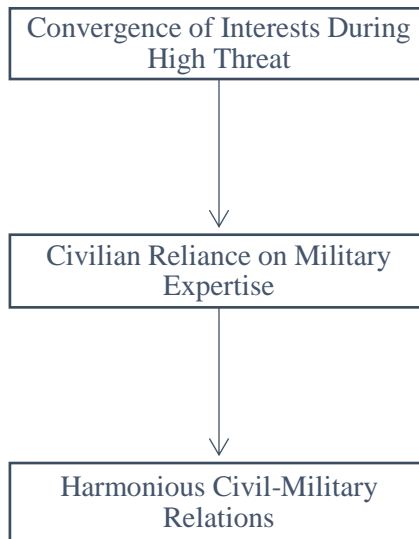 Convergence of Interests During
High Threat
Civilian Reliance on Military
Expertise
Harmonious Civil-Military
Relations